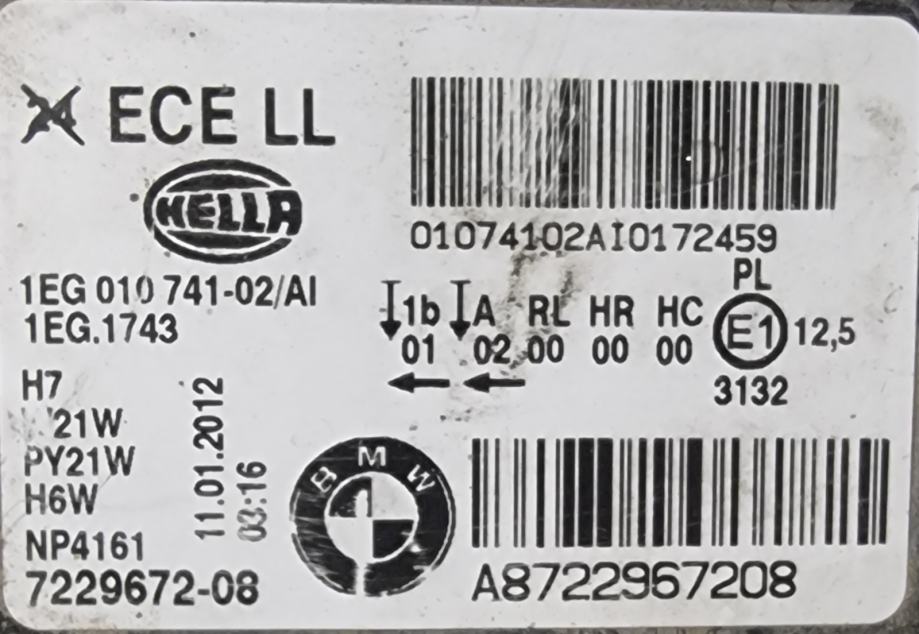 ECE LL
HELLA
01074102AI0172459
1EG 010 741-02/AI
1EG.1743
1b A RL HR HC PL
01 02 00 00 00 E1 12,5
3132
H7
21W
PY21W
H6W
11.01.2012
03:16
BMW
NP4161
7229672-08
A8722967208